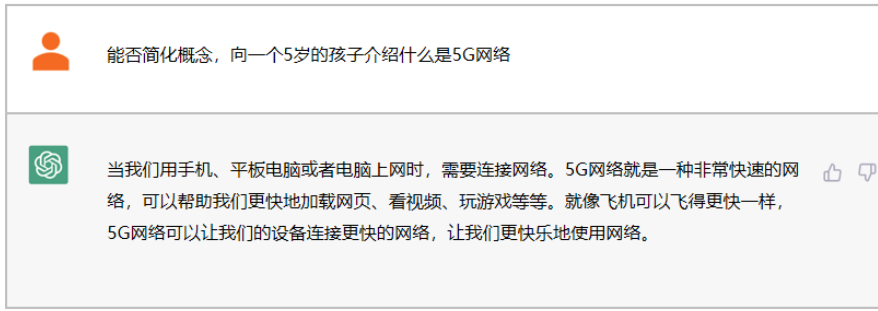 能否简化概念，向一个5岁的孩子介绍什么是5G网络
当我们用手机、平板电脑或者电脑上网时，需要连接网络。5G网络就是一种非常快速的网
络，可以帮助我们更快地加载网页、看视频、玩游戏等等。就像飞机可以飞得更快一样，
5G网络可以让我们的设备连接更快的网络，让我们更快乐地使用网络。